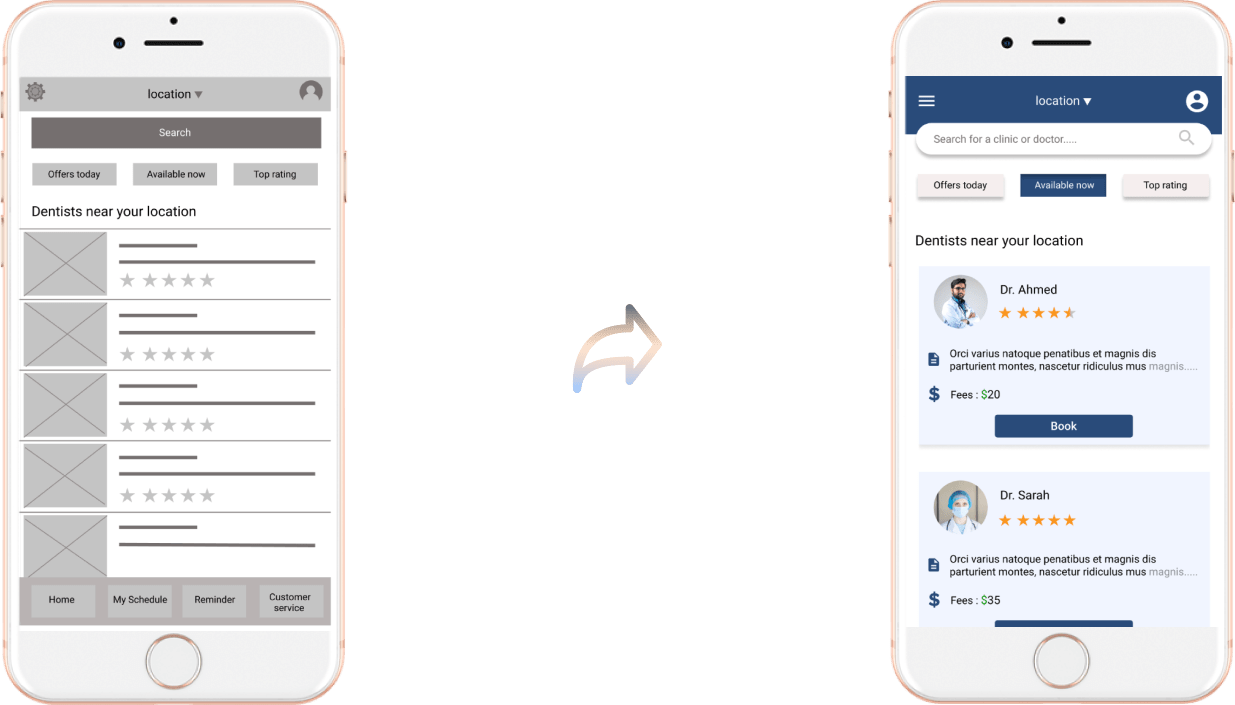 location
Search
Offers today
Available now
Top rating
Dentists near your location
Home
My Schedule
Reminder
Customer
service
location
Search for a clinic or doctor.....
Offers today
Available now
Top rating
Dentists near your location
Dr. Ahmed
Orci varius natoque penatibus et magnis dis
parturient montes, nascetur ridiculus mus magnis.....
Fees : $20
Book
Dr. Sarah
Orci varius natoque penatibus et magnis dis
parturient montes, nascetur ridiculus mus magnis.....
Fees : $35